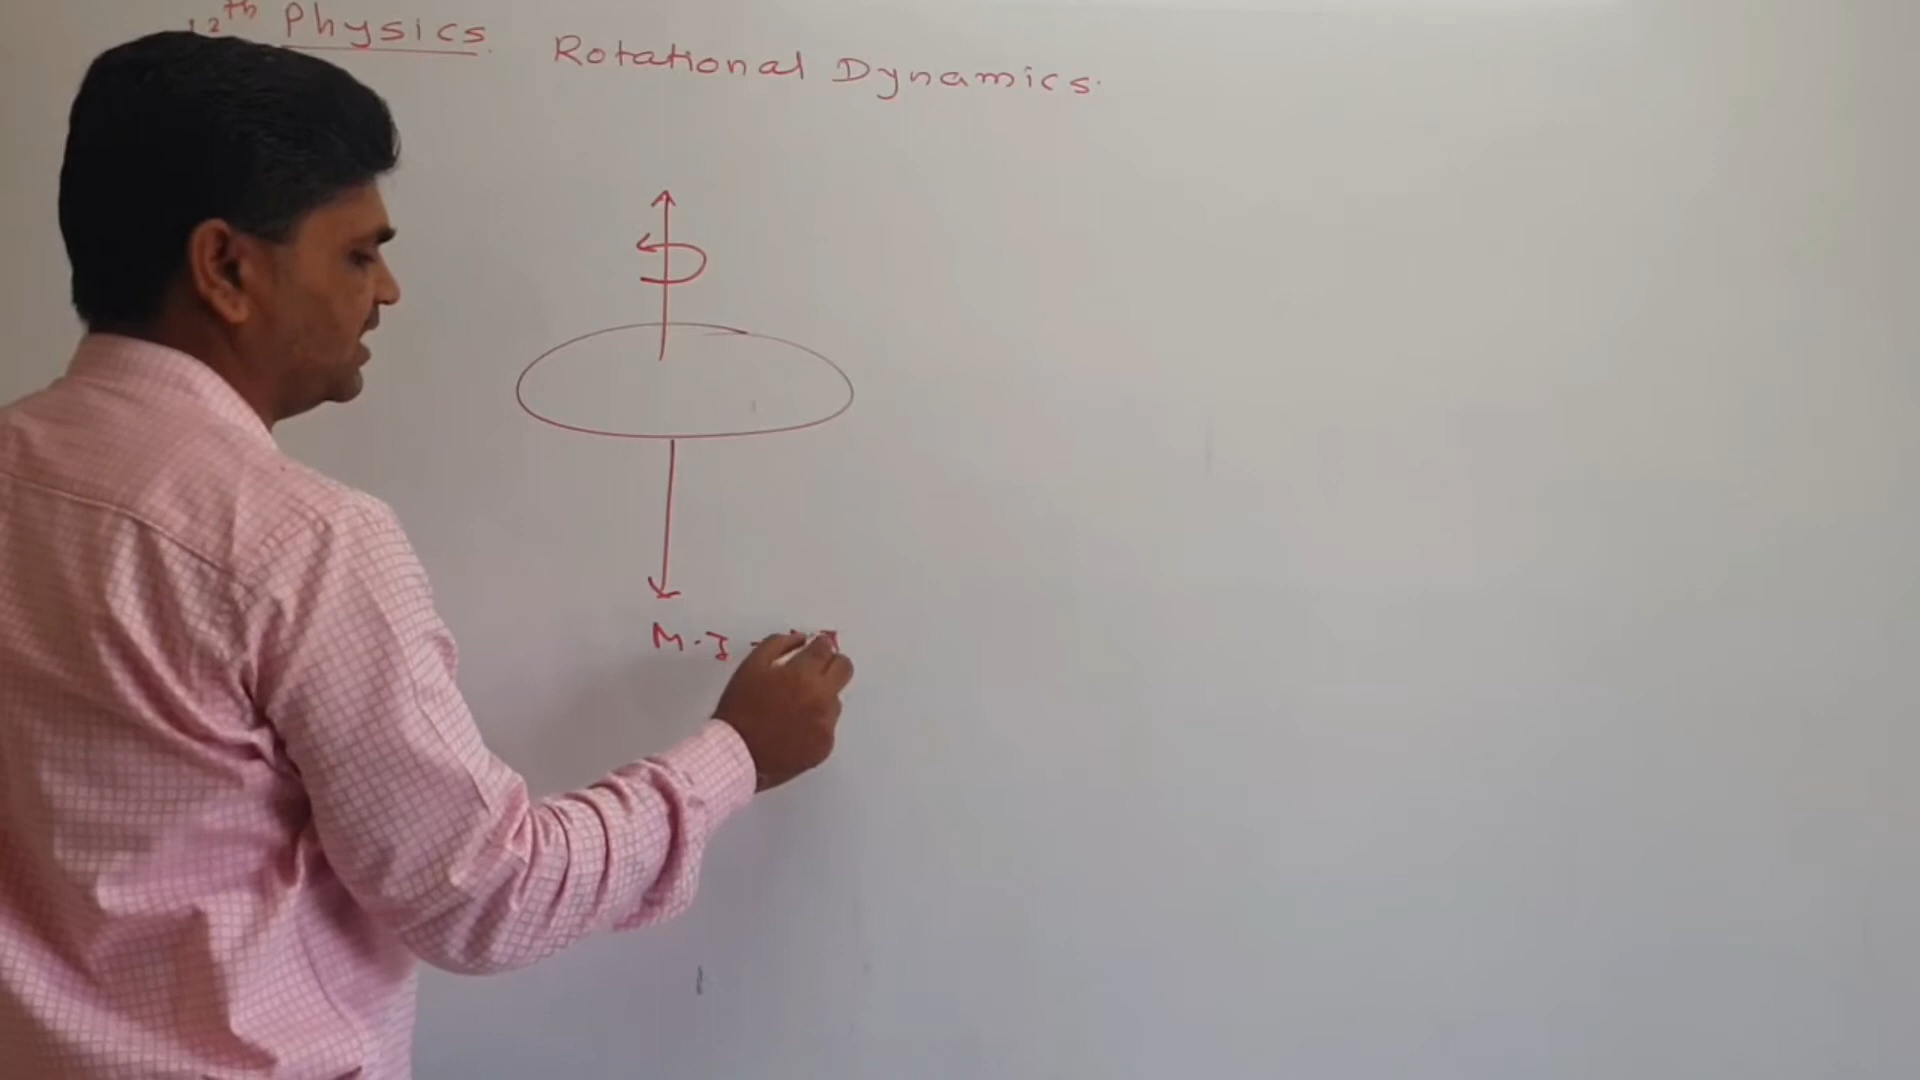 12th Physics.
Rotational Dynamics.
M.I